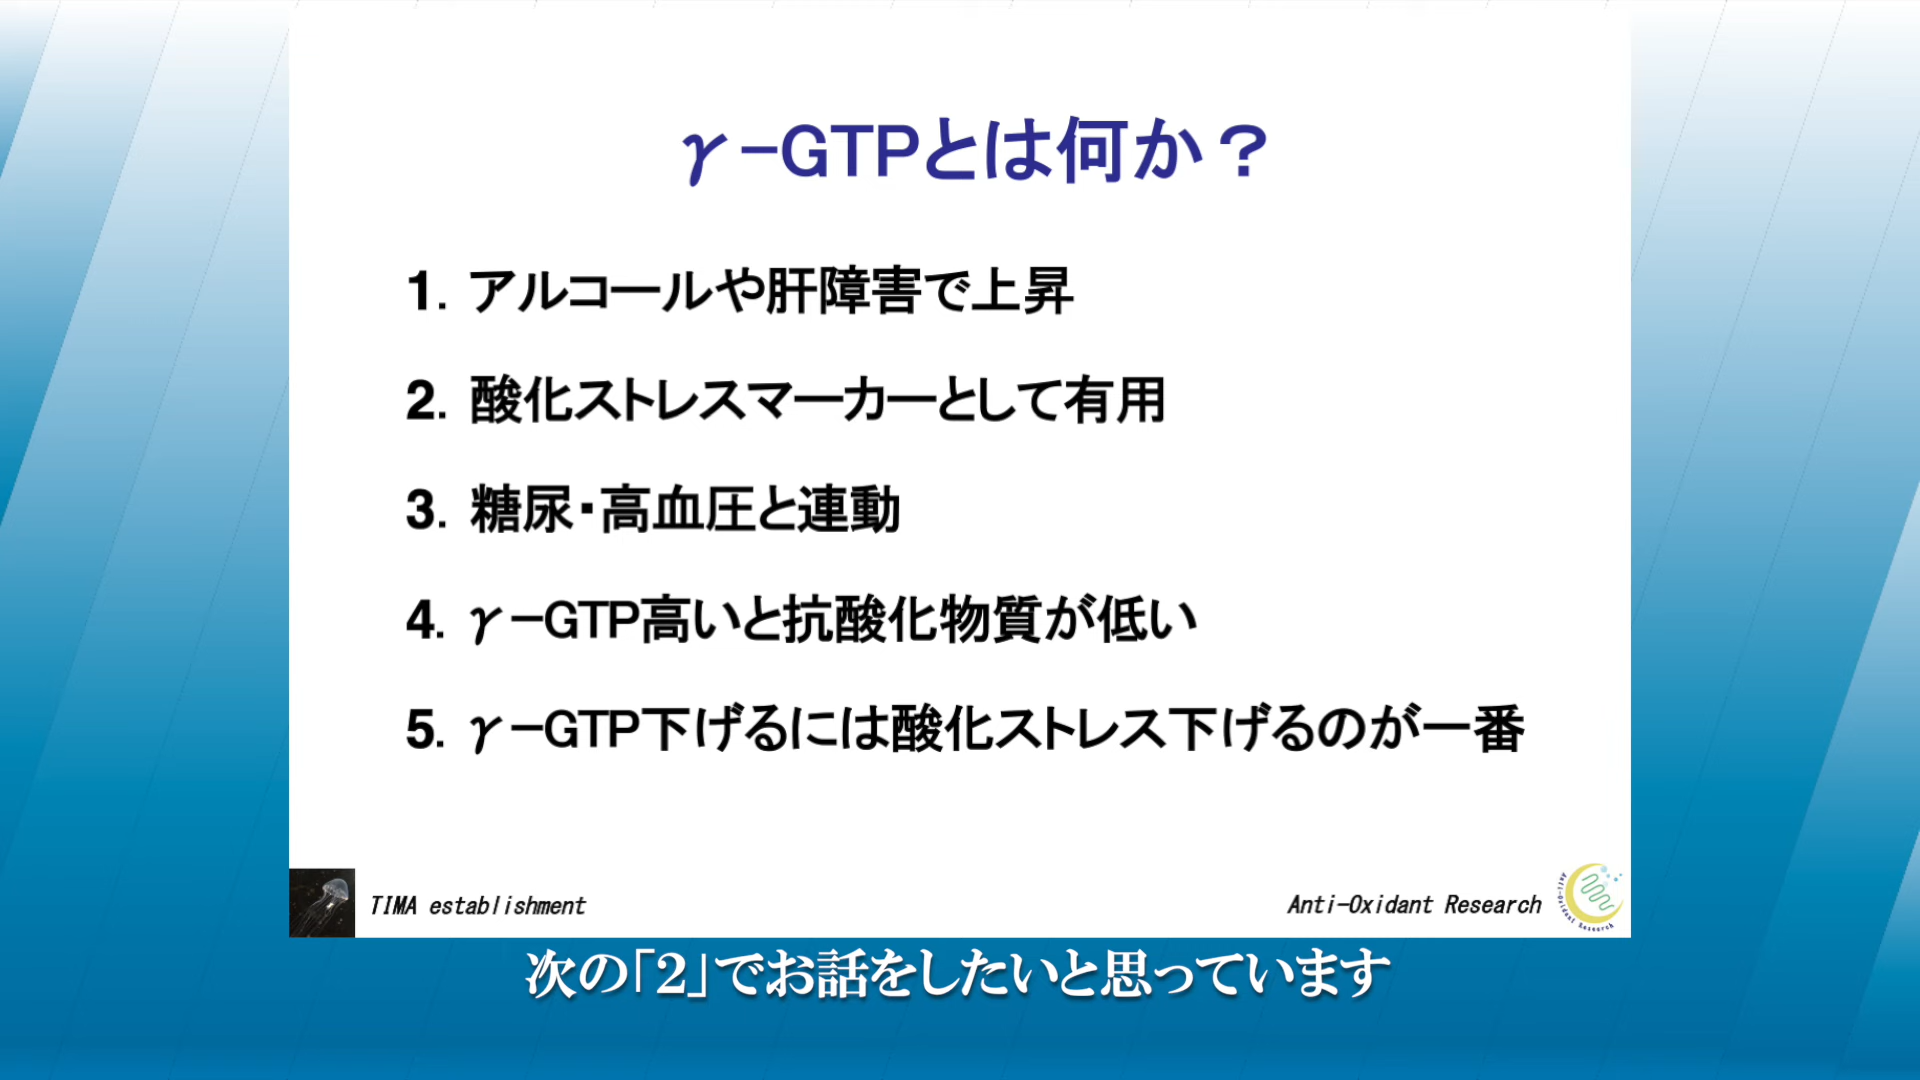 γ-GTPとは何か？
1. アルコールや肝障害で上昇
2. 酸化ストレスマーカーとして有用
3. 糖尿・高血圧と連動
4. γ-GTP高いと抗酸化物質が低い
5. γ-GTP下げるには酸化ストレス下げるのが一番
TIMA establishment
Anti-Oxidant Research
次の「2」でお話をしたいと思っています